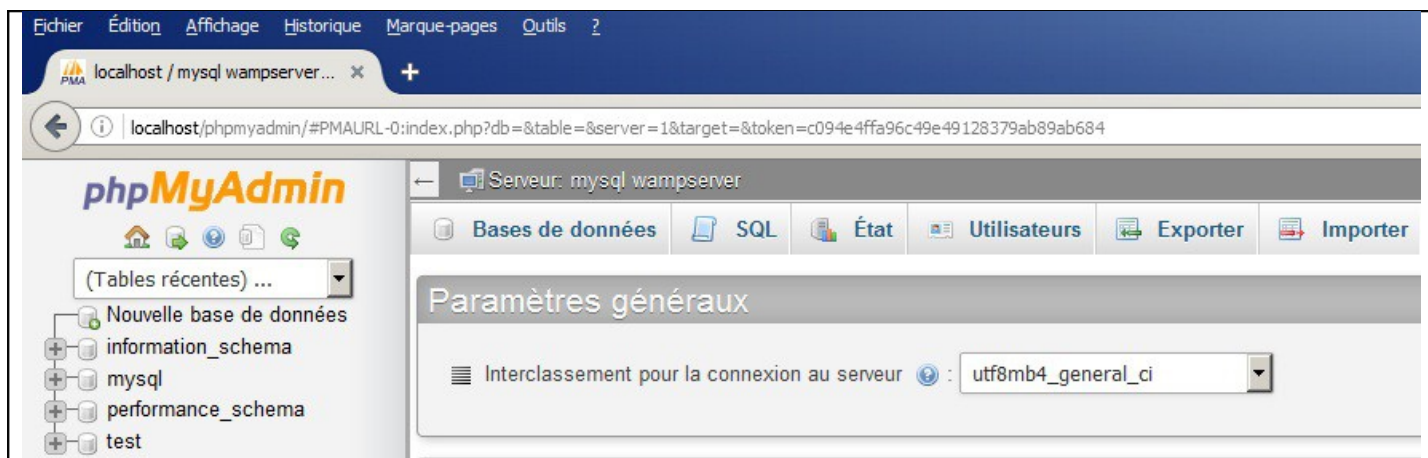 Fichier Édition Affichage Historique Marque-pages Outils ?
PMA localhost / mysql wampserver... × +
localhost/phpmyadmin/#PMAURL-0:index.php?db=&table=&server=1&target=&token=c094e4ffa96c49e49128379ab89ab684
phpMyAdmin
← Serveur: mysql wampserver
Bases de données SQL État Utilisateurs Exporter Importer
(Tables récentes) ...
Nouvelle base de données
information_schema
mysql
performance_schema
test
Paramètres généraux
Interclassement pour la connexion au serveur : utf8mb4_general_ci